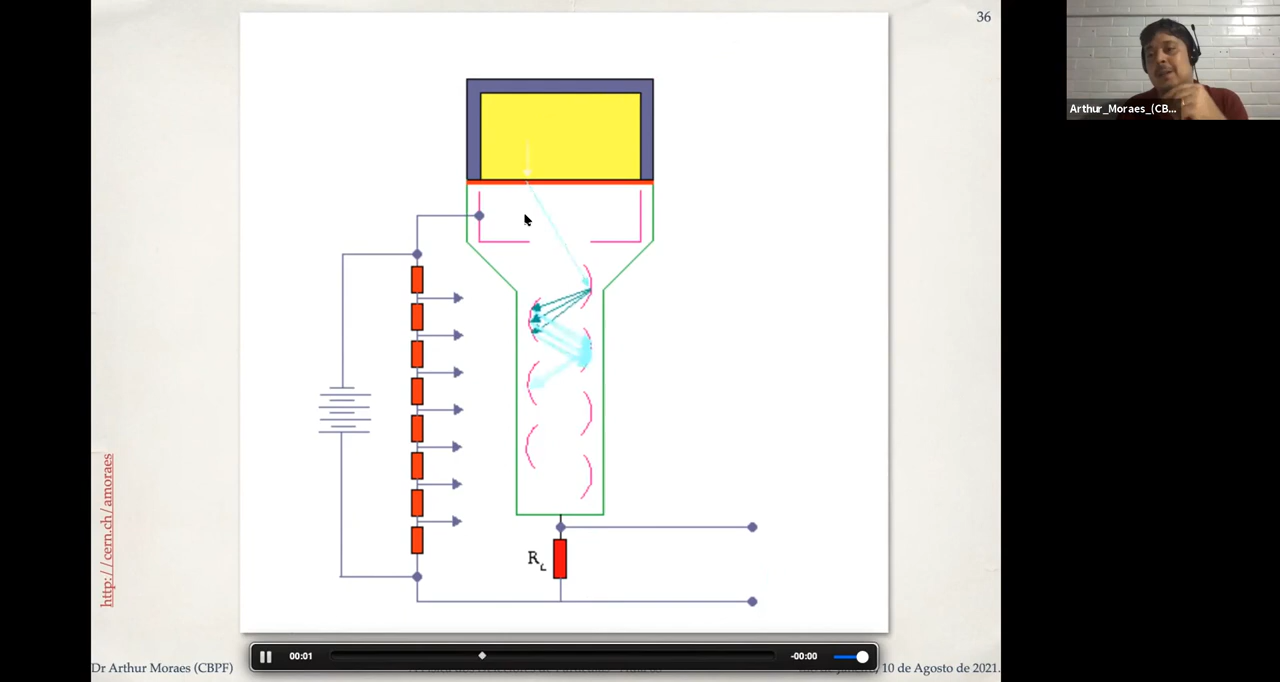 36
Arthur_Moraes_(CB...
R_L
http://cern.ch/amoraes
00:01
-00:00
Dr Arthur Moraes (CBPF)
10 de Agosto de 2021.